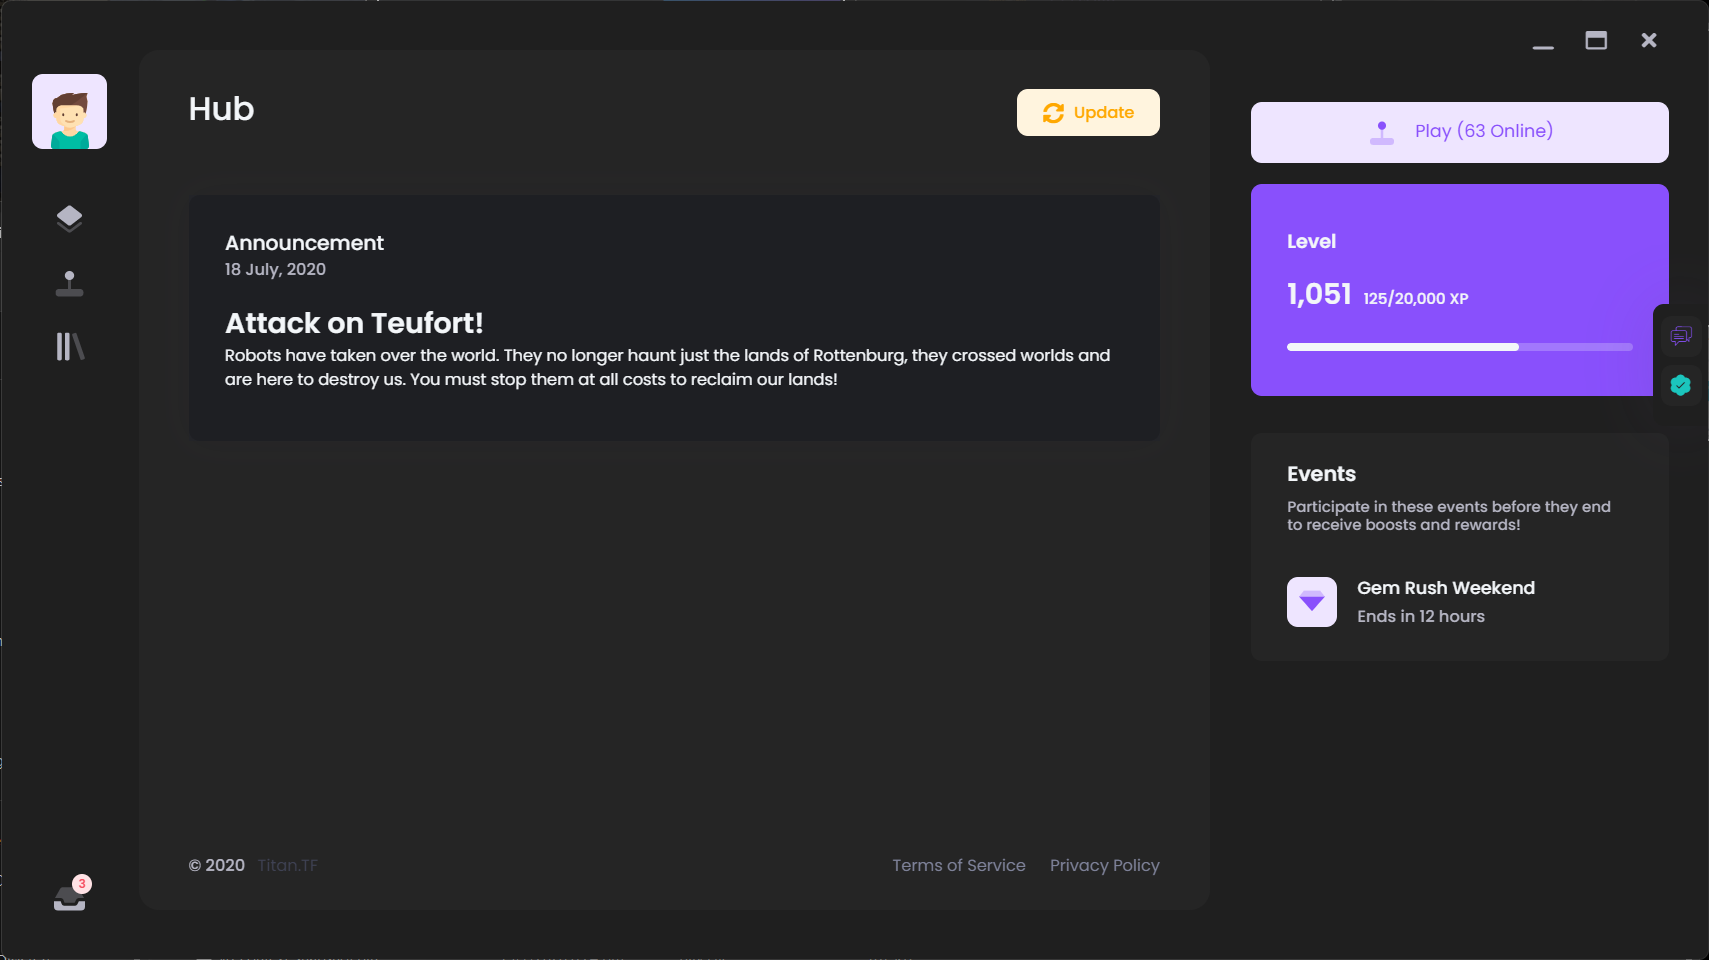 Hub
Update
Play (63 Online)
Announcement
18 July, 2020
Attack on Teufort!
Robots have taken over the world. They no longer haunt just the lands of Rottenburg, they crossed worlds and
are here to destroy us. You must stop them at all costs to reclaim our lands!
Level
1,051 125/20,000 XP
Events
Participate in these events before they end
to receive boosts and rewards!
Gem Rush Weekend
Ends in 12 hours
3
© 2020 Titan.TF
Terms of Service Privacy Policy